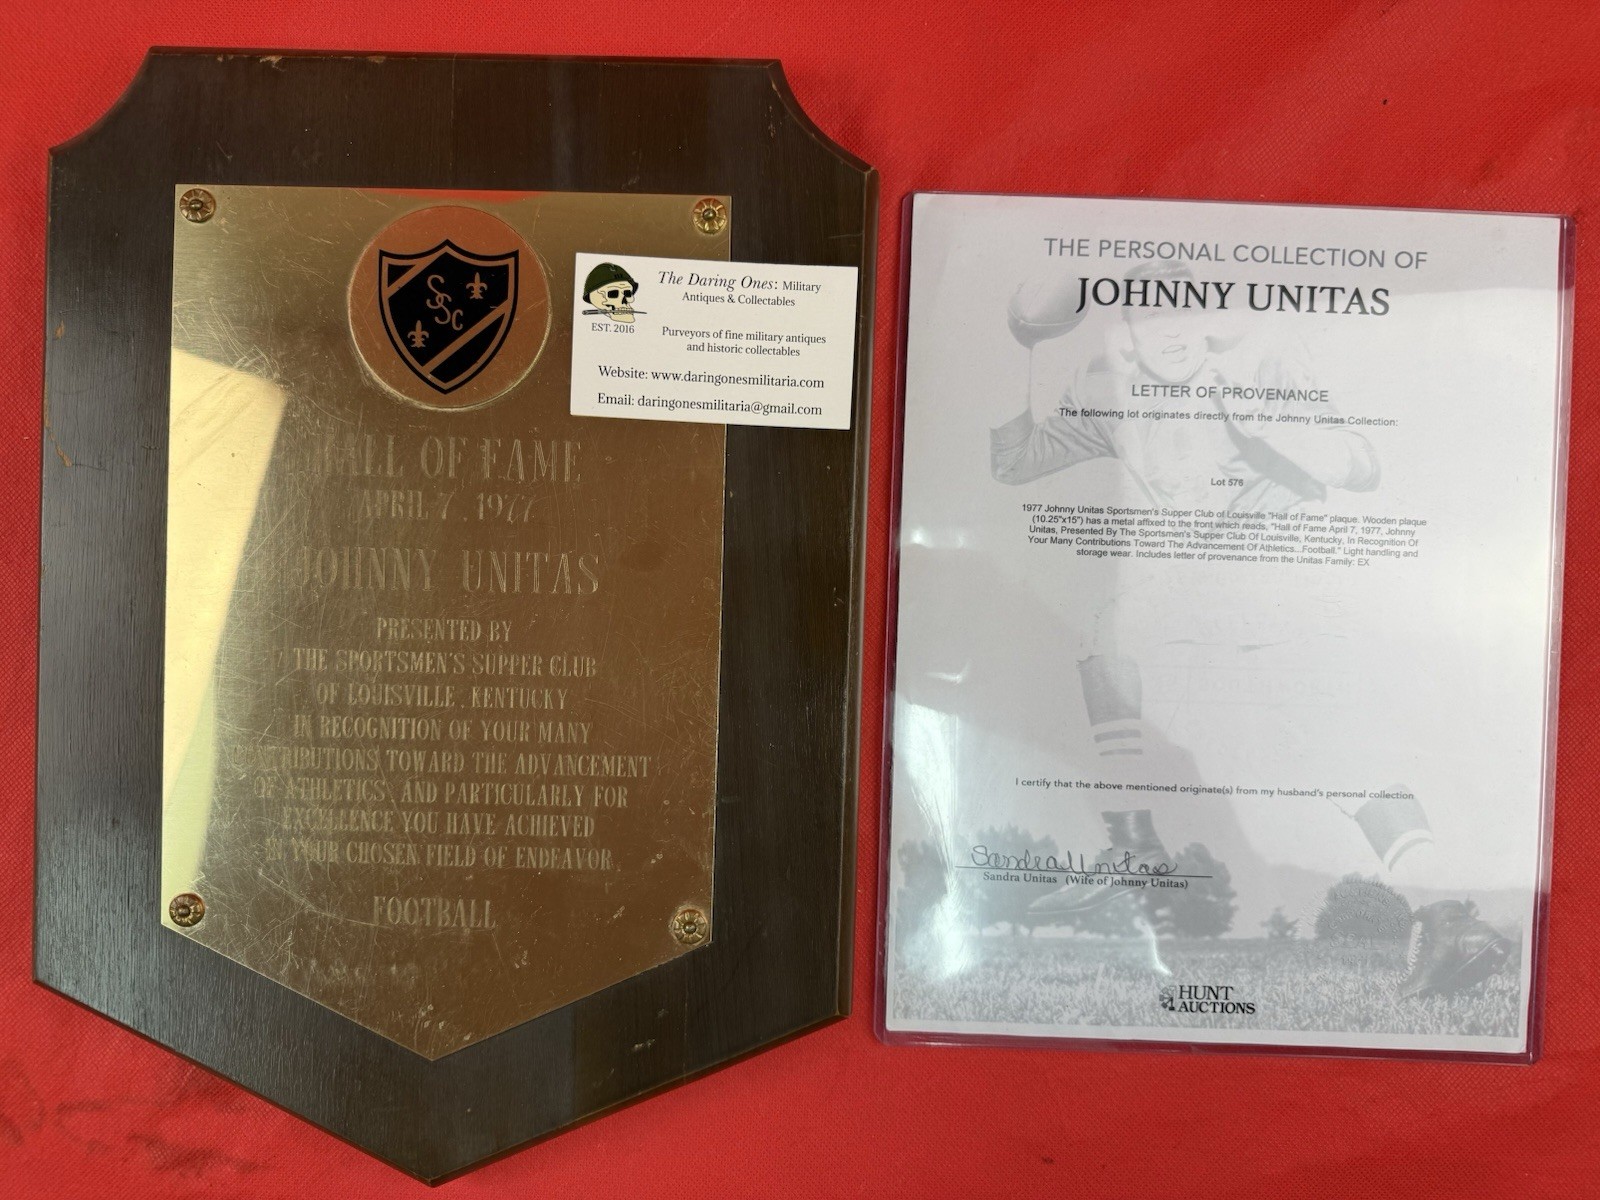 SSC
HALL OF FAME
APRIL 7, 1977
JOHNNY UNITAS
PRESENTED BY
THE SPORTSMEN'S SUPPER CLUB
OF LOUISVILLE, KENTUCKY
IN RECOGNITION OF YOUR MANY
CONTRIBUTIONS TOWARD THE ADVANCEMENT
OF ATHLETICS, AND PARTICULARLY FOR
EXCELLENCE YOU HAVE ACHIEVED
IN YOUR CHOSEN FIELD OF ENDEAVOR
FOOTBALL
The Daring Ones: Military
Antiques & Collectables
EST. 2016
Purveyors of fine military antiques
and historic collectables
Website: www.daringonesmilitaria.com
Email: daringonesmilitaria@gmail.com
THE PERSONAL COLLECTION OF
JOHNNY UNITAS
LETTER OF PROVENANCE
The following lot originates directly from the Johnny Unitas Collection:
Lot 576
1977 Johnny Unitas Sportsmen's Supper Club of Louisville "Hall of Fame" plaque. Wooden plaque
(10.25"x15") has a metal affixed to the front which reads, "Hall of Fame April 7, 1977, Johnny
Unitas, Presented By The Sportsmen's Supper Club Of Louisville, Kentucky, In Recognition Of
Your Many Contributions Toward The Advancement Of Athletics...Football." Light handling and
storage wear. Includes letter of provenance from the Unitas Family: EX
I certify that the above mentioned originate(s) from my husband's personal collection
Sandra Unitas
Sandra Unitas (Wife of Johnny Unitas)
HUNT
AUCTIONS